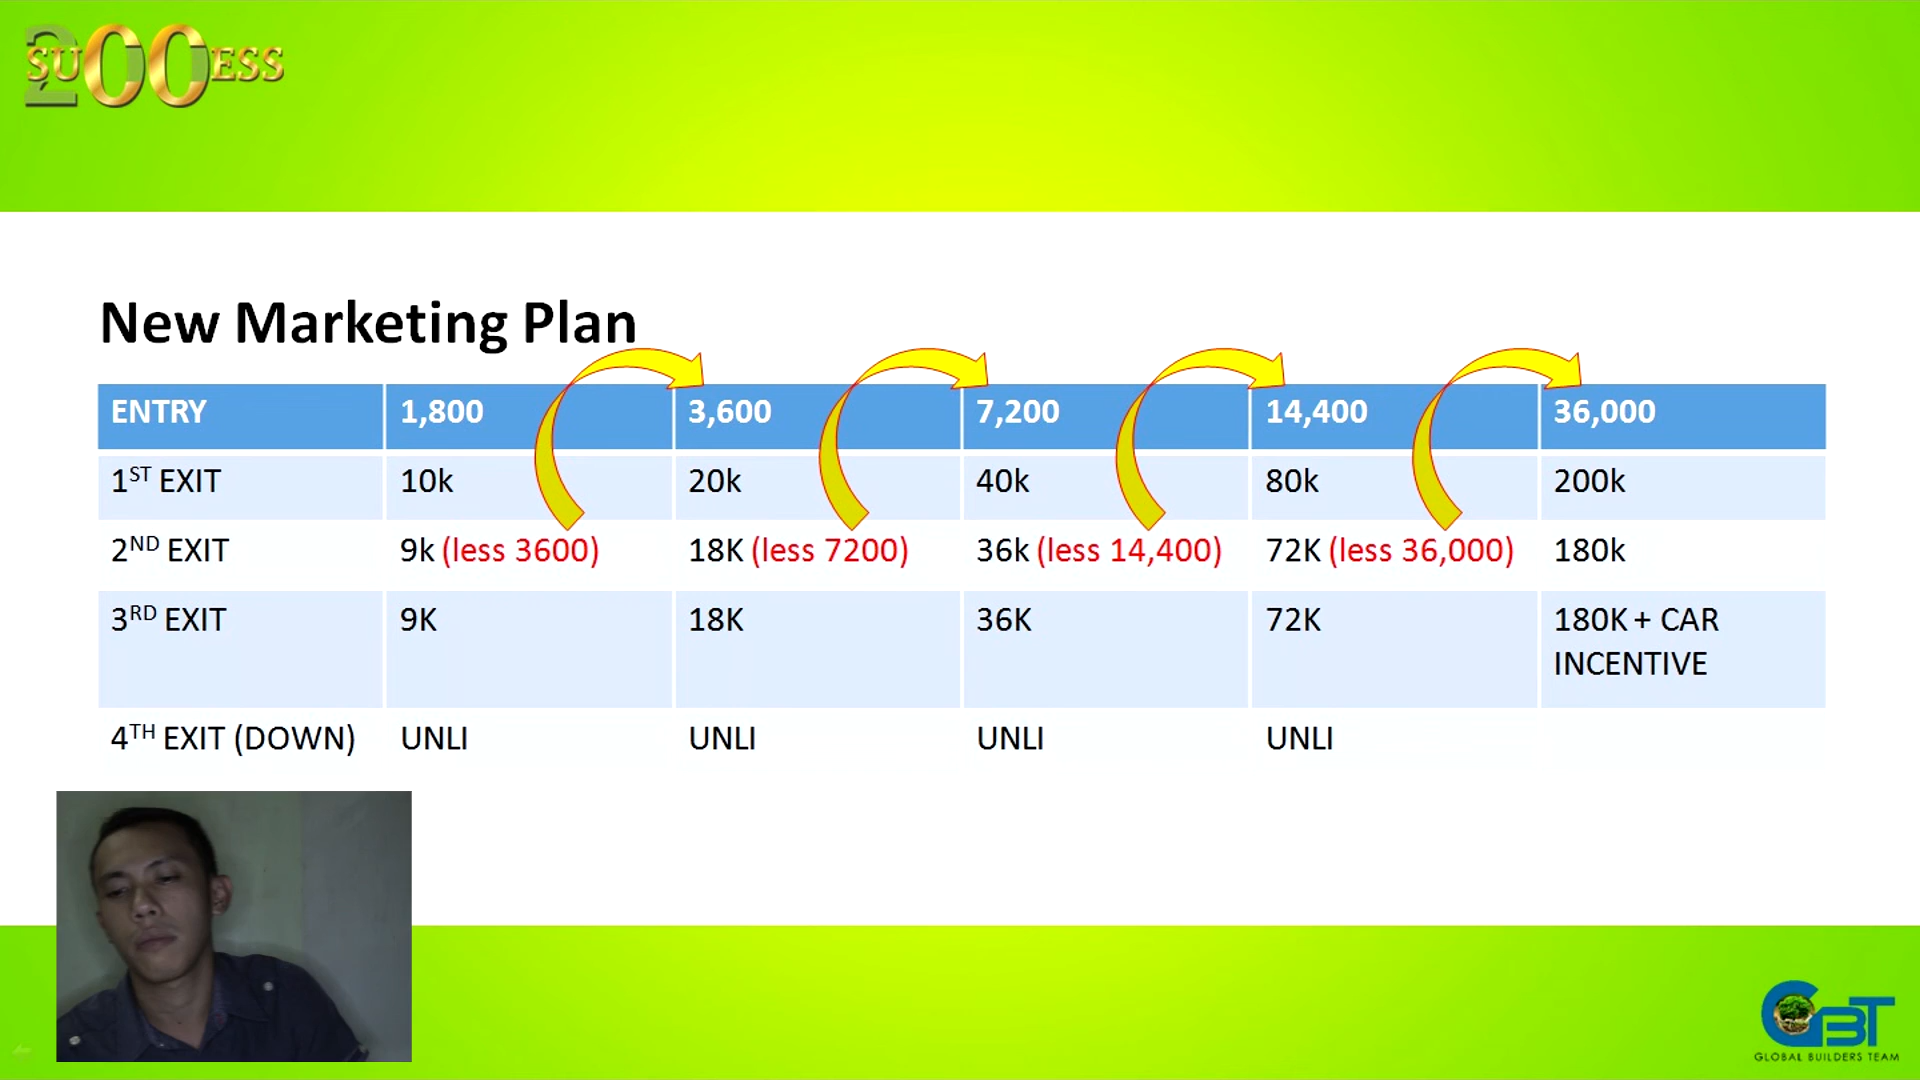 SU200ESS
New Marketing Plan
ENTRY 1,800 3,600 7,200 14,400 36,000
1ST EXIT 10k 20k 40k 80k 200k
2ND EXIT 9k (less 3600) 18K (less 7200) 36k (less 14,400) 72K (less 36,000) 180k
3RD EXIT 9K 18K 36K 72K 180K + CAR
INCENTIVE
4TH EXIT (DOWN) UNLI UNLI UNLI UNLI
GBT
GLOBAL BUILDERS TEAM